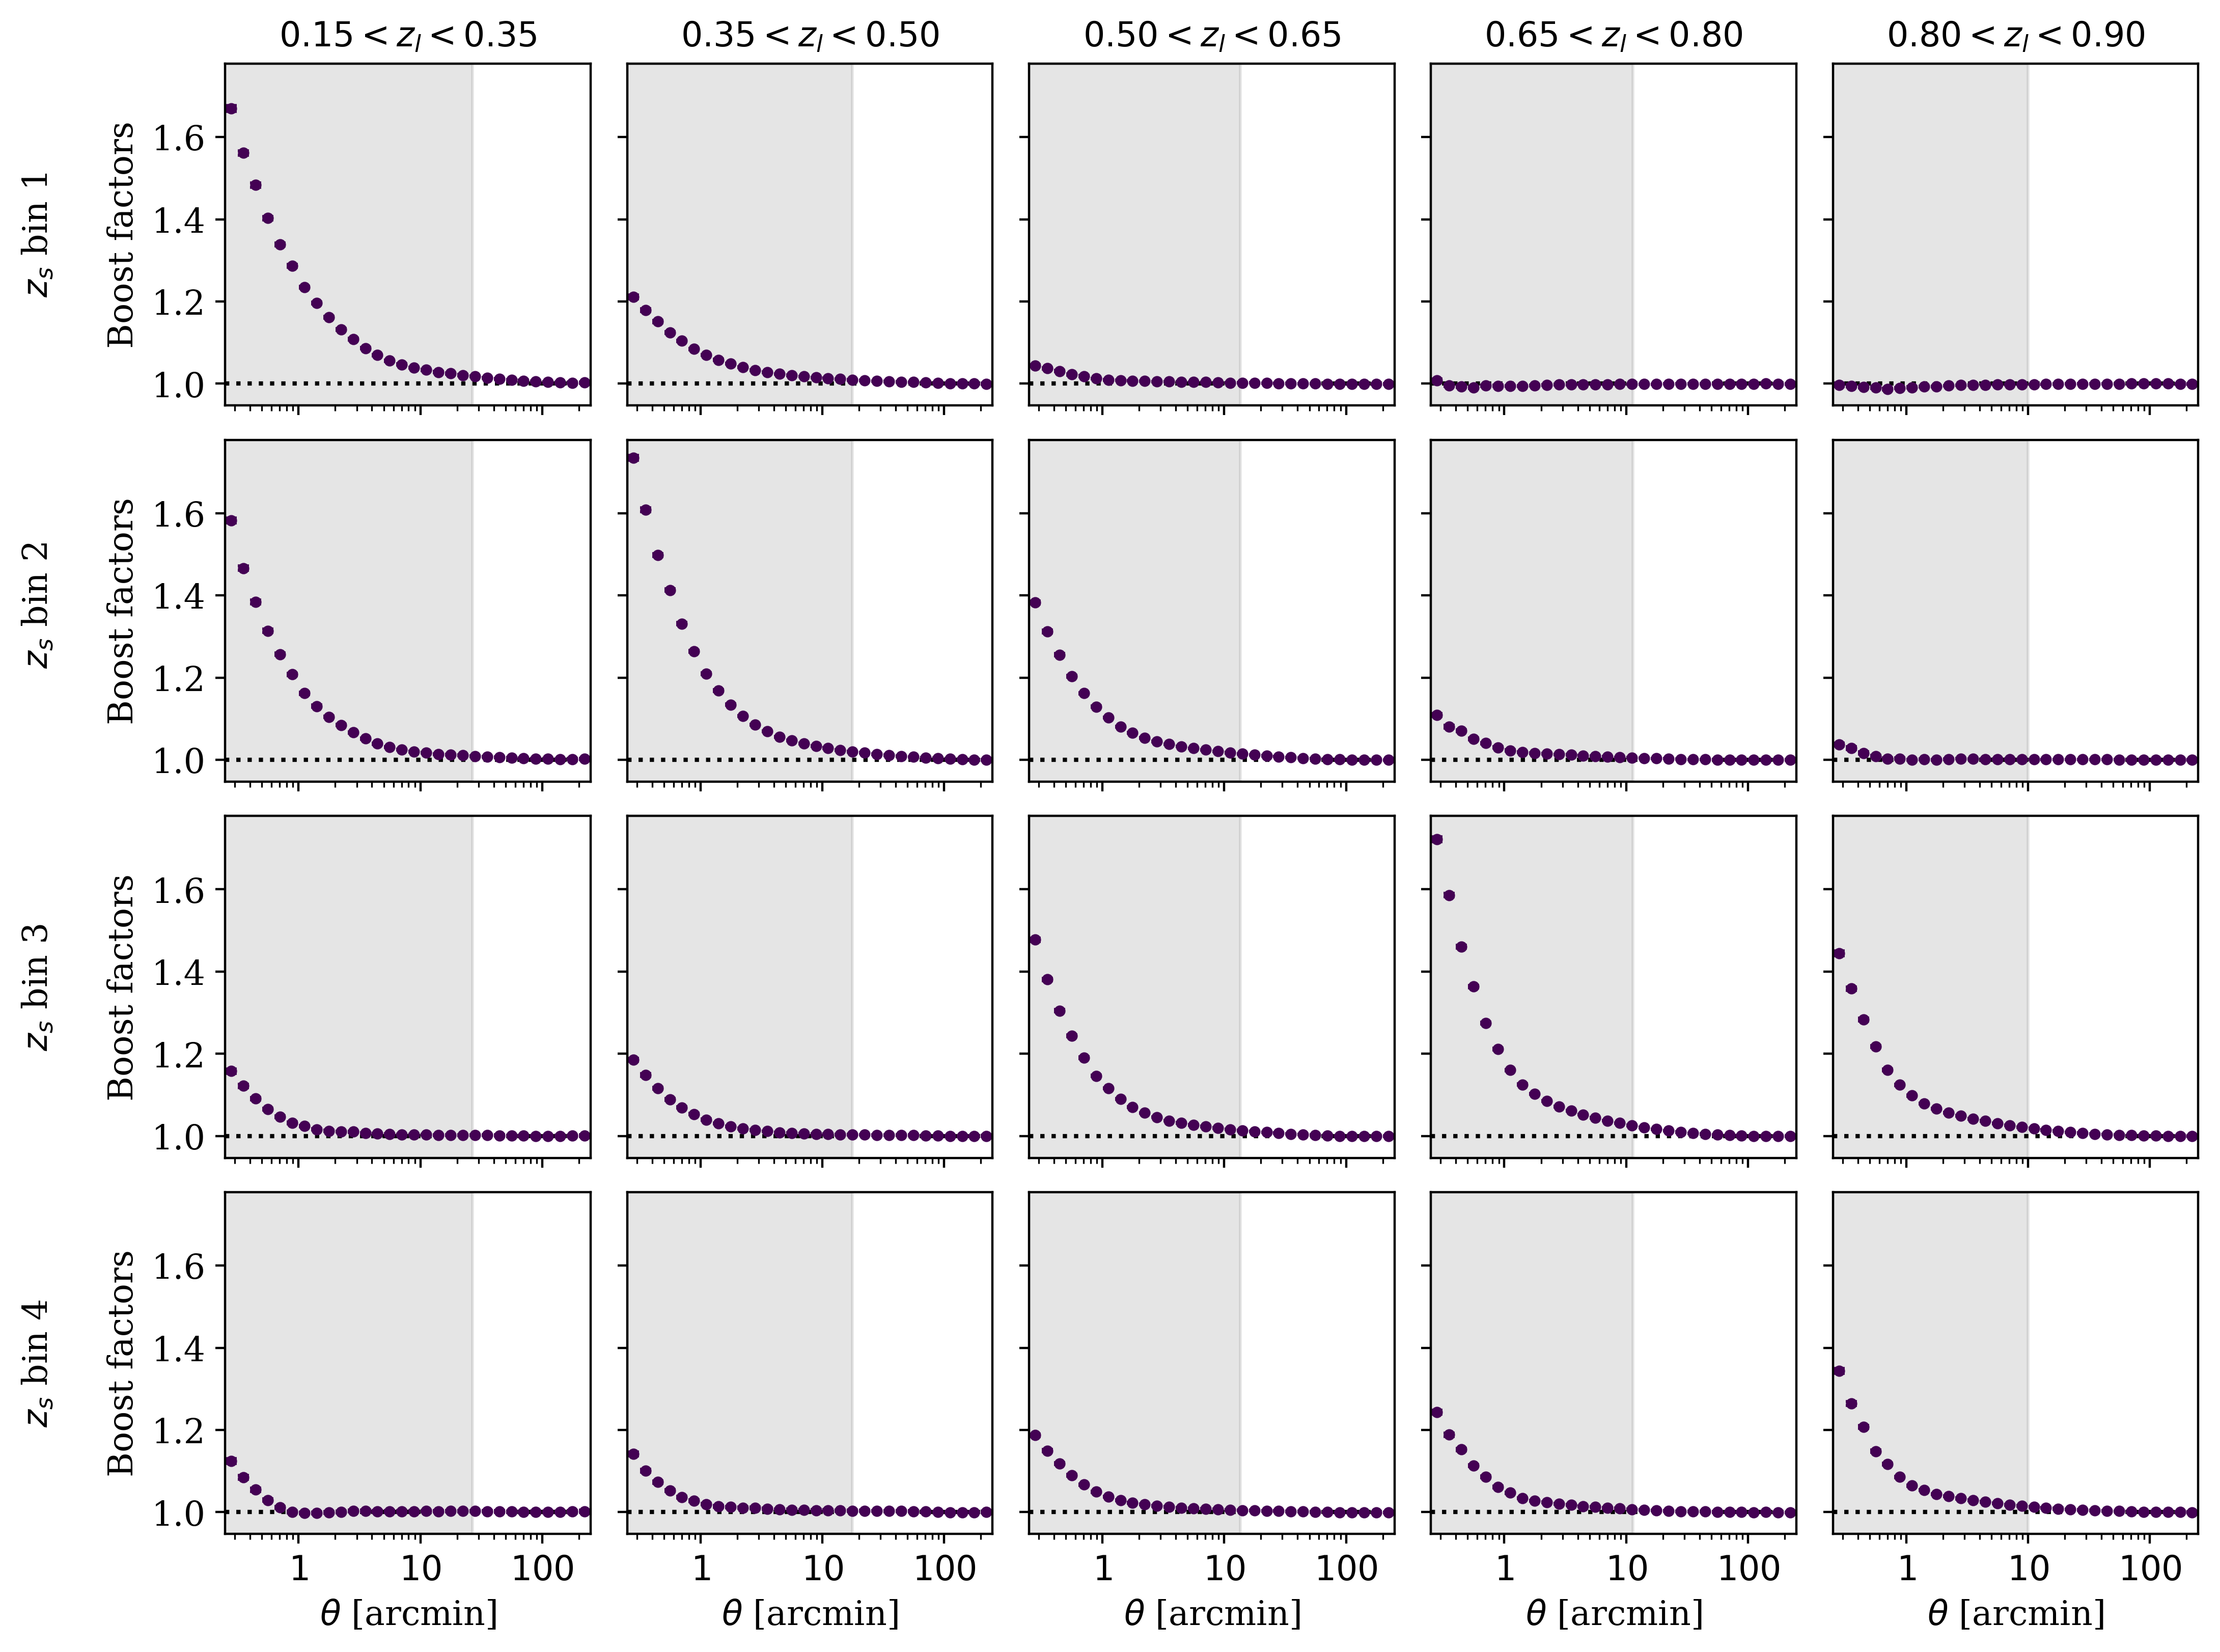 0.15 < z_l < 0.35 0.35 < z_l < 0.50 0.50 < z_l < 0.65 0.65 < z_l < 0.80 0.80 < z_l < 0.90
z_s bin 1
Boost factors
1.6
1.4
1.2
1.0
z_s bin 2
Boost factors
1.6
1.4
1.2
1.0
z_s bin 3
Boost factors
1.6
1.4
1.2
1.0
z_s bin 4
Boost factors
1.6
1.4
1.2
1.0
1 10 100 1 10 100 1 10 100 1 10 100 1 10 100
θ [arcmin] θ [arcmin] θ [arcmin] θ [arcmin] θ [arcmin]